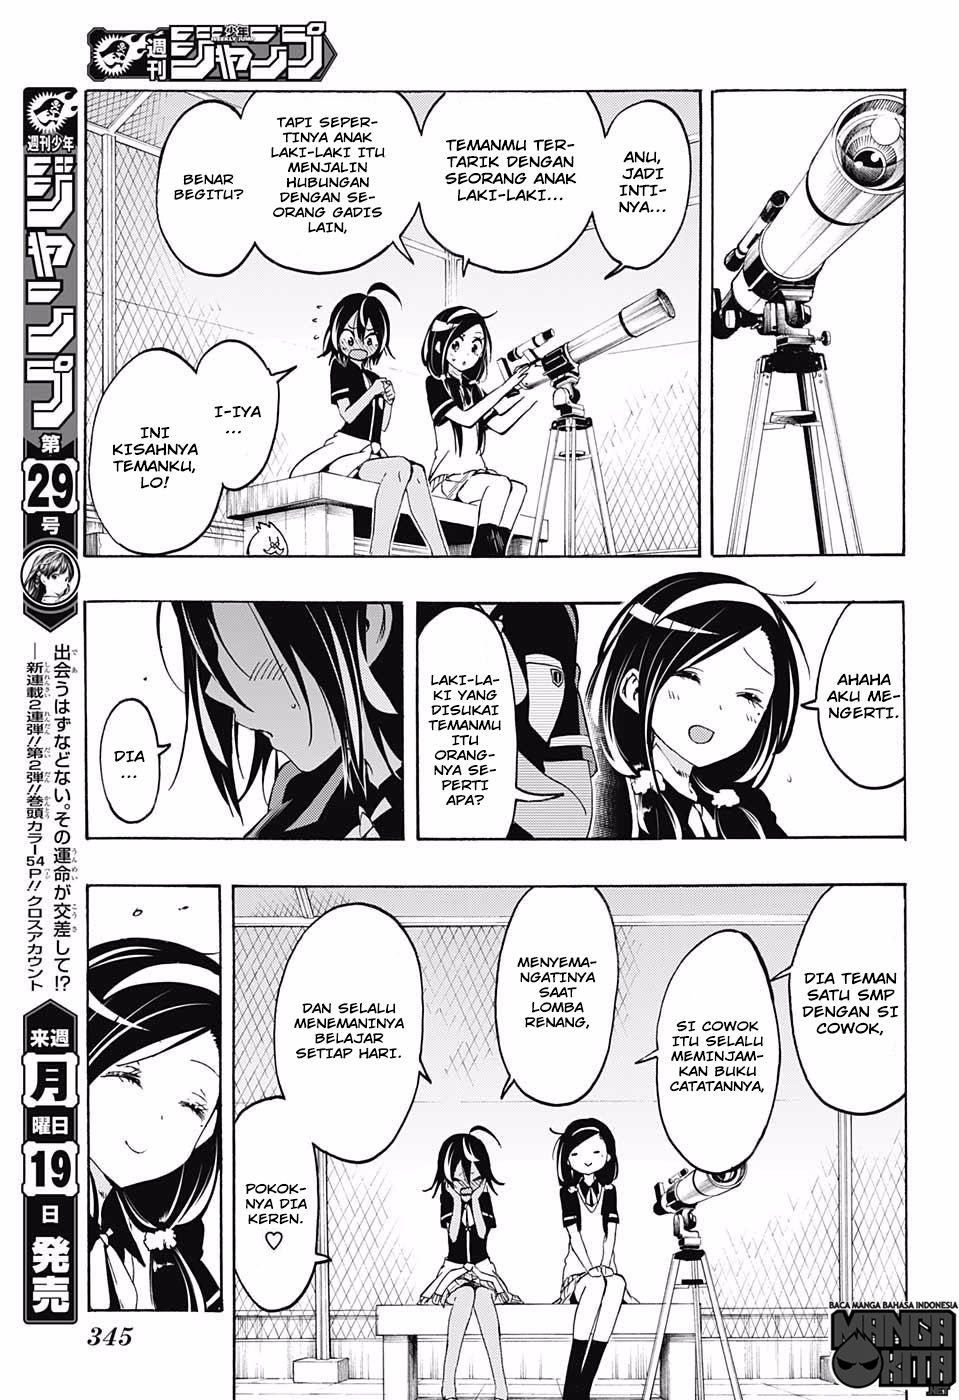 週刊
少年
ジャンプ
週刊少年
ジャンプ
第
29
号
出会うはずなどない。その運命が交差して!?
―新連載2連弾!!第2弾!!巻頭カラー54P!! クロスアカウント
来週
月
曜日
19
日
発売
ANU,
JADI
INTI-
NYA...
TEMANMU TER-
TARIK DENGAN
SEORANG ANAK
LAKI-LAKI...
TAPI SEPER-
TINYA ANAK
LAKI-LAKI ITU
MENJALIN
HUBUNGAN
DENGAN SE-
ORANG GADIS
LAIN,
BENAR
BEGITU?
I-IYA
...
INI
KISAHNYA
TEMANKU,
LO!
AHAHA
AKU ME-
NGERTI.
LAKI-LA-
KI YANG
DISUKAI
TEMANMU
ITU
ORANG-
NYA SE-
PERTI
APA?
DIA
...
DIA TEMAN
SATU SMP
DENGAN SI
COWOK,
SI COWOK
ITU SELALU
MEMINJAM-
KAN BUKU
CATATANNYA,
MENYEMA-
NGATINYA
SAAT
LOMBA
RENANG,
DAN SELALU
MENEMANINYA
BELAJAR
SETIAP HARI.
POKOK-
NYA DIA
KEREN.
♡
345
BACA MANGA BAHASA INDONESIA
MANGA
KITA
.NET